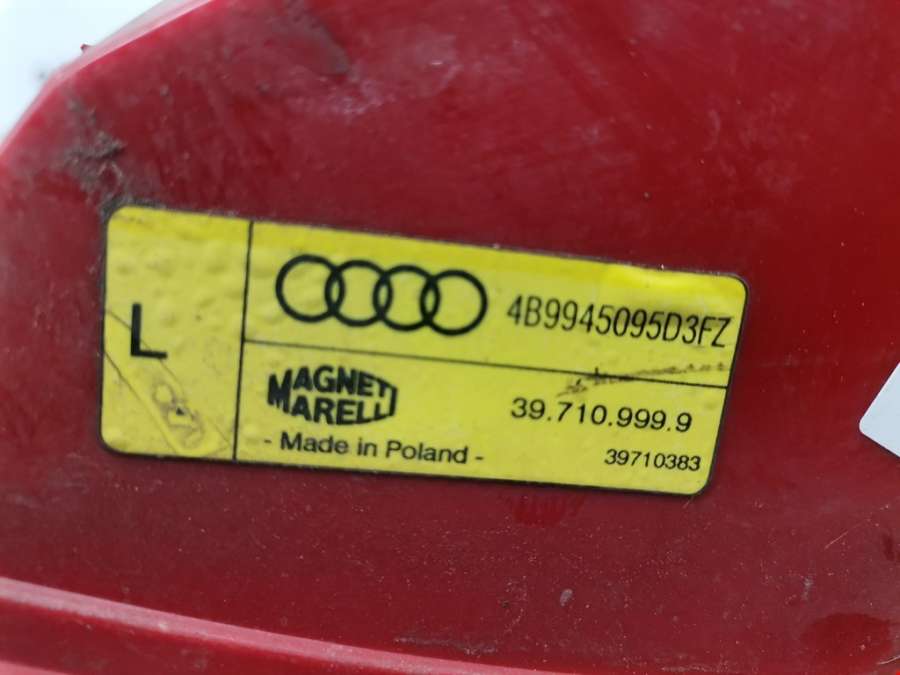 L
4B9945095D3FZ
MAGNETI
MARELLI
39.710.999.9
- Made in Poland -
39710383